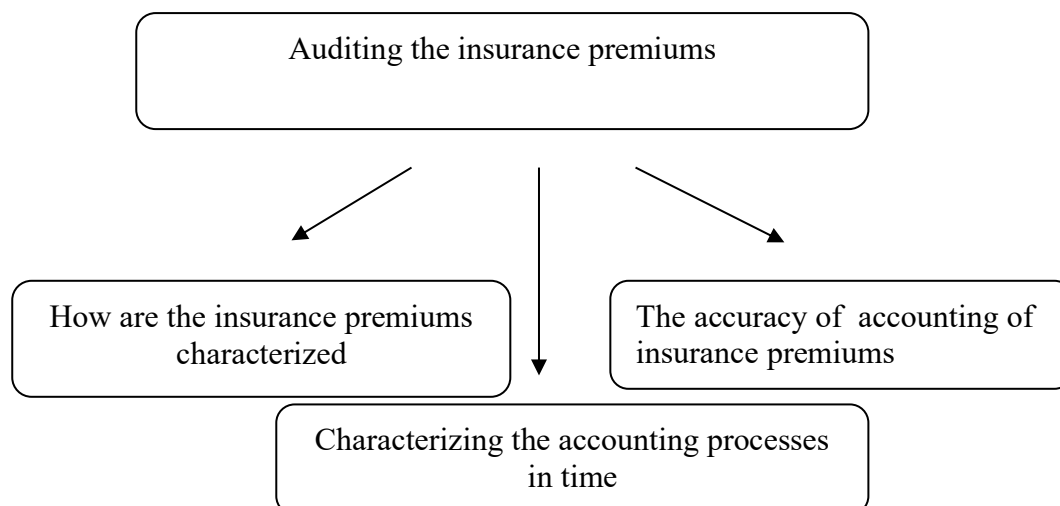 Auditing the insurance premiums
How are the insurance premiums
characterized
The accuracy of  accounting of
insurance premiums
Characterizing the accounting processes
in time